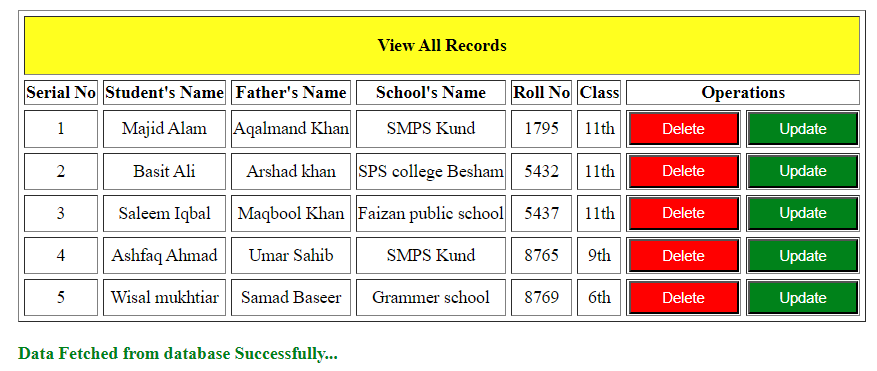 View All Records
Serial No Student's Name Father's Name School's Name Roll No Class Operations
1 Majid Alam Aqalmand Khan SMPS Kund 1795 11th Delete Update
2 Basit Ali Arshad khan SPS college Besham 5432 11th Delete Update
3 Saleem Iqbal Maqbool Khan Faizan public school 5437 11th Delete Update
4 Ashfaq Ahmad Umar Sahib SMPS Kund 8765 9th Delete Update
5 Wisal mukhtiar Samad Baseer Grammer school 8769 6th Delete Update
Data Fetched from database Successfully...